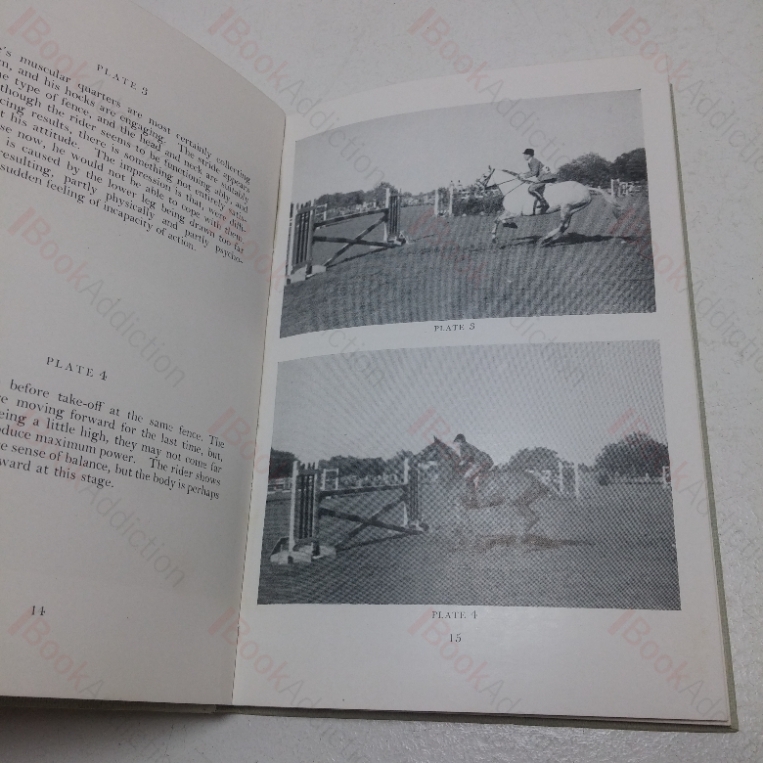 PLATE 3
's muscular quarters are most certainly collecting
n, and his hocks are engaging. The stride appears
e type of fence, and the head and neck are suitably
though the rider seems to be functioning ably, and
cing results, there is something not entirely satis-
t his attitude. The impression is that, were diffi-
se now, he would not be able to cope with them.
is caused by the lower leg being drawn too far
resulting, partly physically and partly psycho-
sudden feeling of incapacity of action.
PLATE 4
before take-off at the same fence. The
re moving forward for the last time, but,
eing a little high, they may not come far
oduce maximum power. The rider shows
e sense of balance, but the body is perhaps
ward at this stage.
14
PLATE 3
PLATE 4
15
BookAddiction